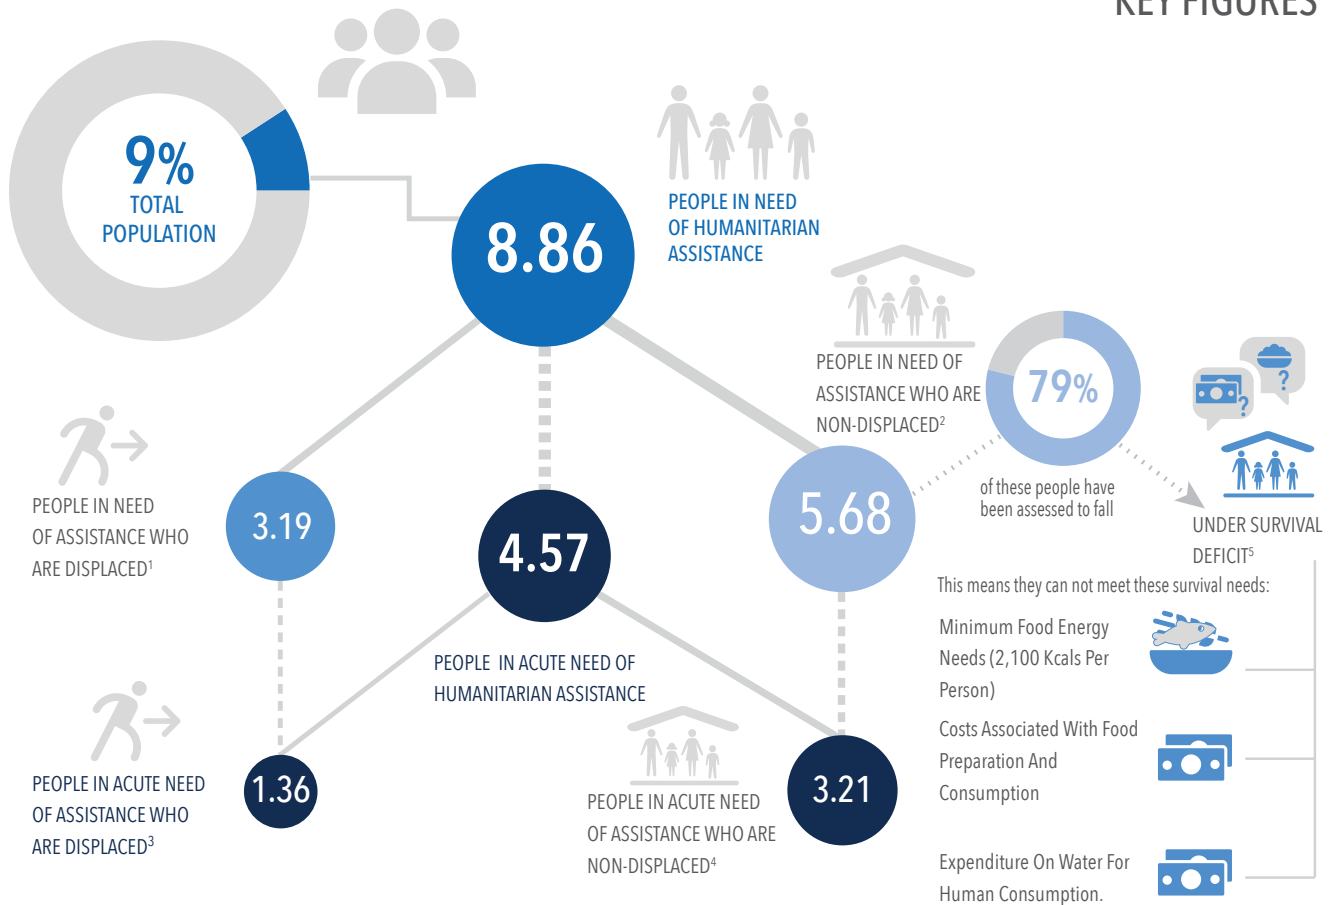 KEY FIGURES
9%
TOTAL
POPULATION
8.86
PEOPLE IN NEED
OF HUMANITARIAN
ASSISTANCE
PEOPLE IN NEED OF
ASSISTANCE WHO ARE
NON-DISPLACED2
79%
of these people have
been assessed to fall
?
?
UNDER SURVIVAL
DEFICIT5
PEOPLE IN NEED
OF ASSISTANCE WHO
ARE DISPLACED1
3.19
4.57
5.68
PEOPLE IN ACUTE NEED OF
HUMANITARIAN ASSISTANCE
This means they can not meet these survival needs:
Minimum Food Energy
Needs (2,100 Kcals Per
Person)
Costs Associated With Food
Preparation And
Consumption
Expenditure On Water For
Human Consumption.
PEOPLE IN ACUTE NEED
OF ASSISTANCE WHO
ARE DISPLACED3
1.36
PEOPLE IN ACUTE NEED
OF ASSISTANCE WHO ARE
NON-DISPLACED4
3.21